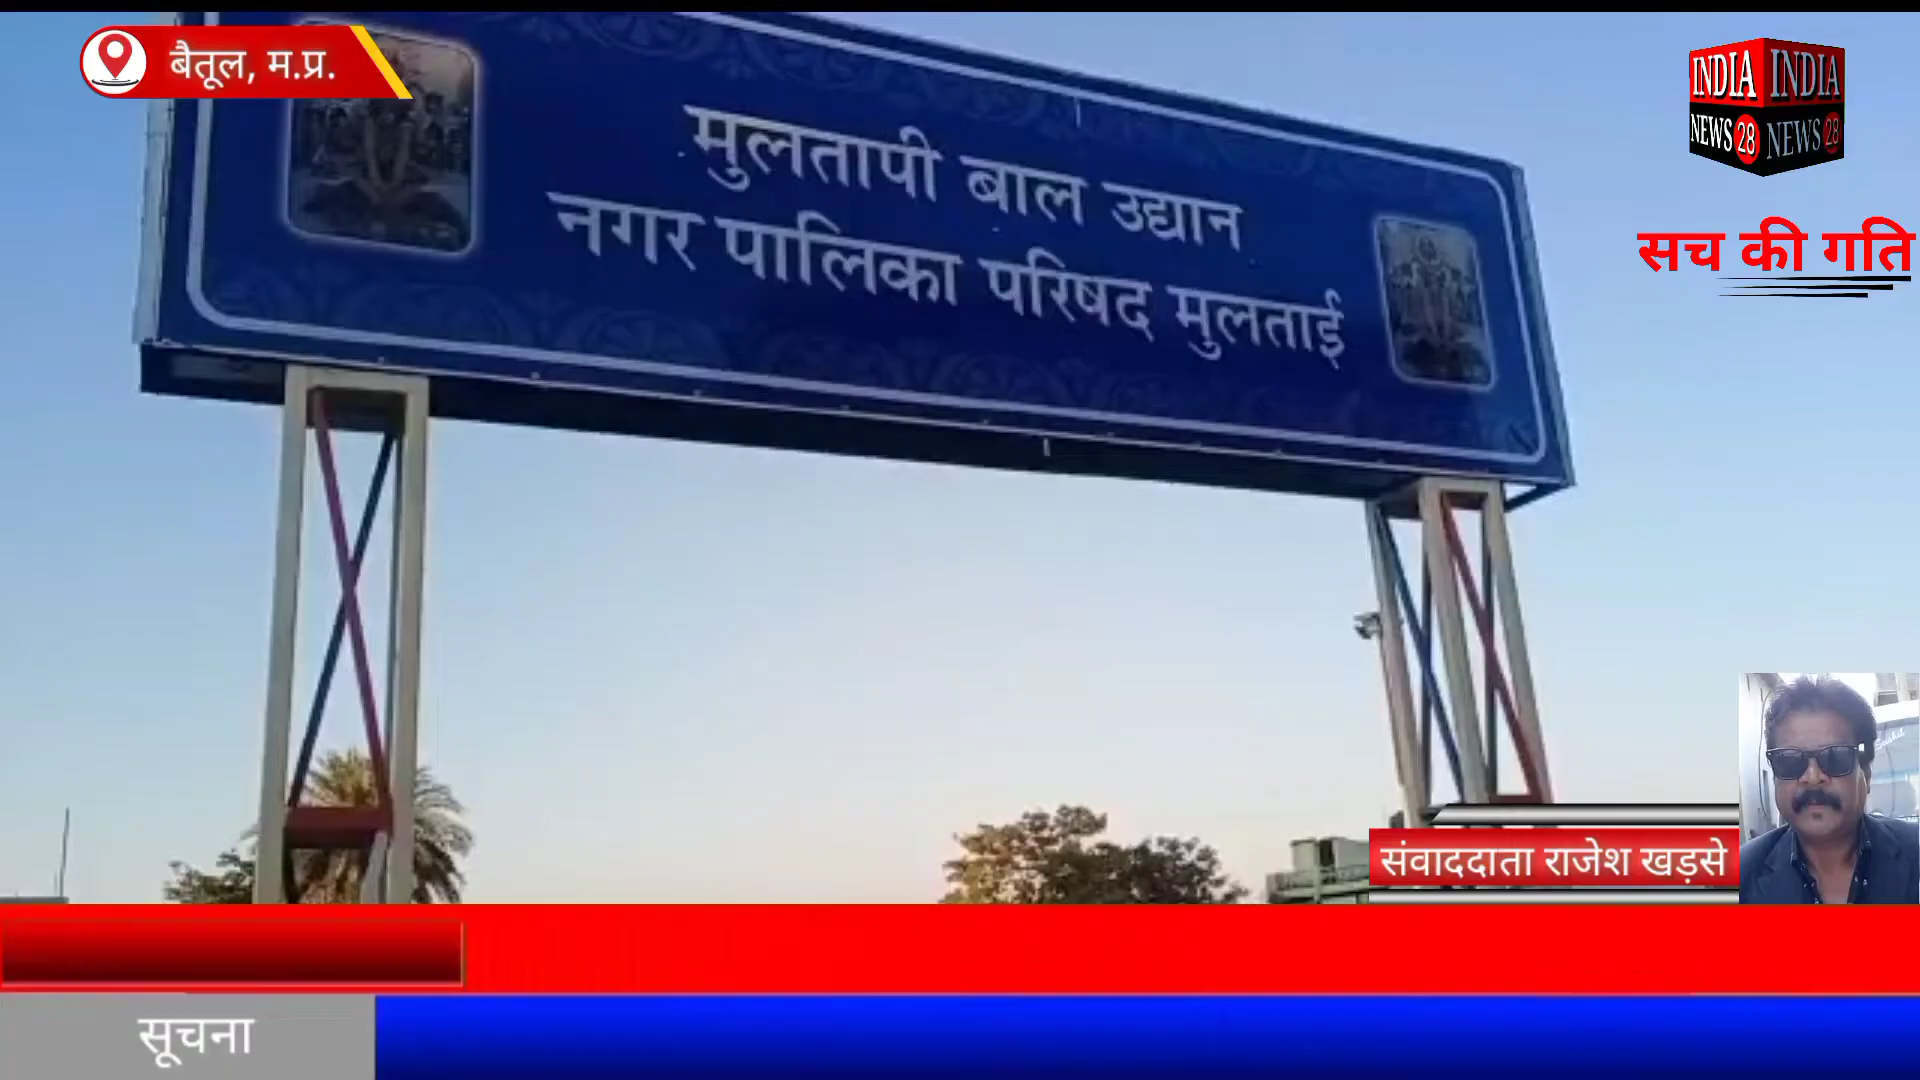 बैतूल, म.प्र.
INDIA INDIA
NEWS 28 NEWS 28
सच की गति
मुलतापी बाल उद्यान
नगर पालिका परिषद मुलताई
संवाददाता राजेश खड़से
सूचना